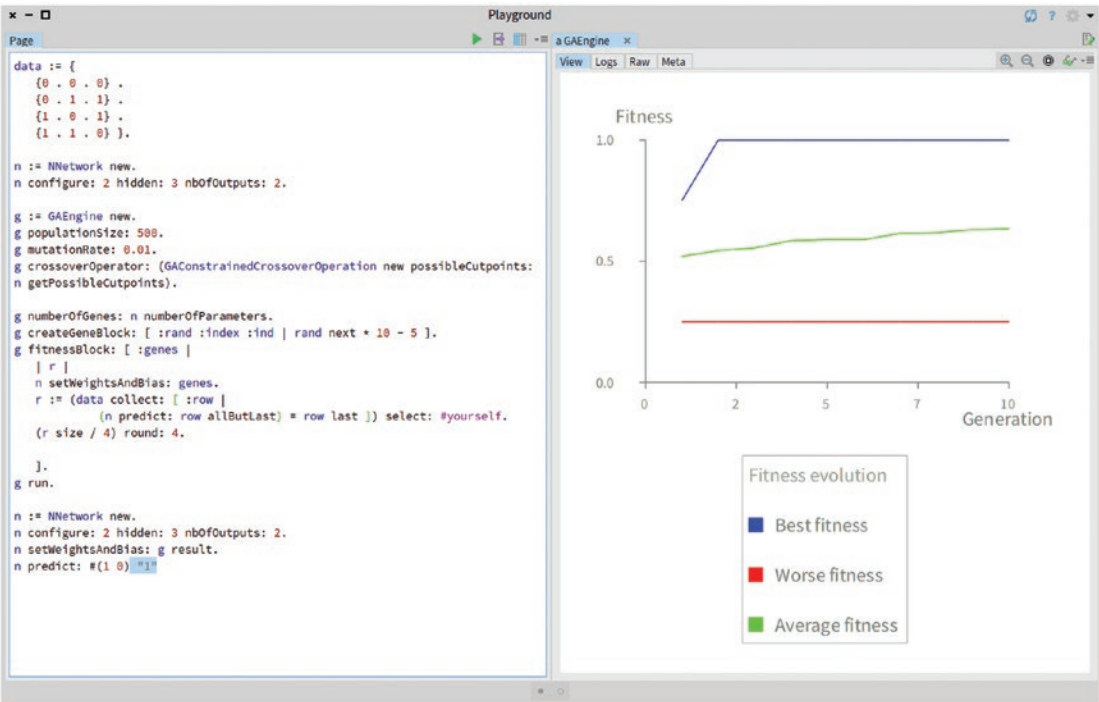 Playground
?
Page
a GAEngine ×
View Logs Raw Meta
data := {
{0 . 0 . 0} .
{0 . 1 . 1} .
{1 . 0 . 1} .
{1 . 1 . 0} }.
n := NNetwork new.
n configure: 2 hidden: 3 nbOfOutputs: 2.
g := GAEngine new.
g populationSize: 500.
g mutationRate: 0.01.
g crossoverOperator: (GAConstrainedCrossoverOperation new possibleCutpoints:
n getPossibleCutpoints).
g numberOfGenes: n numberOfParameters.
g createGeneBlock: [ :rand :index :ind | rand next * 10 - 5 ].
g fitnessBlock: [ :genes |
| r |
n setWeightsAndBias: genes.
r := (data collect: [ :row |
(n predict: row allButLast) = row last ]) select: #yourself.
(r size / 4) round: 4.
].
g run.
n := NNetwork new.
n configure: 2 hidden: 3 nbOfOutputs: 2.
n setWeightsAndBias: g result.
n predict: #(1 0) "1"
Fitness
1.0
0.5
0.0
0 2 5 7 10
Generation
Fitness evolution
Best fitness
Worse fitness
Average fitness